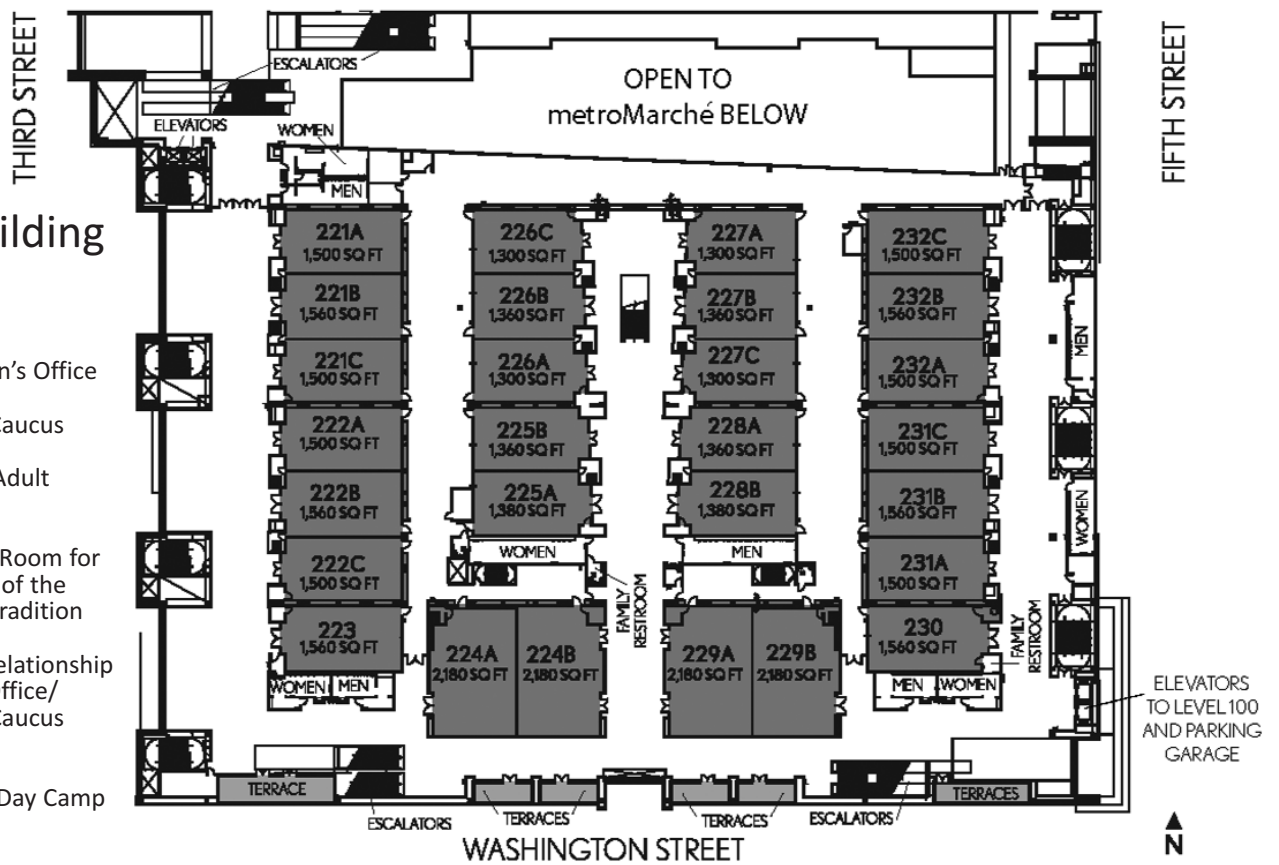 THIRD STREET
FIFTH STREET
ESCALATORS
OPEN TO
metroMarché BELOW
ELEVATORS
WOMEN
MEN
ilding
n's Office
Caucus
Adult
Room for
of the
radition
elationship
ffice/
Caucus
Day Camp
221A
1,500 SQ FT
221B
1,560 SQ FT
221C
1,500 SQ FT
222A
1,500 SQ FT
222B
1,560 SQ FT
222C
1,500 SQ FT
223
1,560 SQ FT
WOMEN MEN
226C
1,300 SQ FT
226B
1,360 SQ FT
226A
1,300 SQ FT
225B
1,360 SQ FT
225A
1,380 SQ FT
WOMEN
FAMILY
RESTROOM
224A
2,180 SQ FT
224B
2,180 SQ FT
227A
1,300 SQ FT
227B
1,360 SQ FT
227C
1,300 SQ FT
228A
1,360 SQ FT
228B
1,380 SQ FT
MEN
229A
2,180 SQ FT
229B
2,180 SQ FT
232C
1,500 SQ FT
232B
1,560 SQ FT
232A
1,500 SQ FT
231C
1,500 SQ FT
231B
1,560 SQ FT
231A
1,500 SQ FT
230
1,560 SQ FT
MEN WOMEN
FAMILY
RESTROOM
MEN
WOMEN
ELEVATORS
TO LEVEL 100
AND PARKING
GARAGE
TERRACE
ESCALATORS
TERRACES
TERRACES
ESCALATORS
TERRACES
WASHINGTON STREET
N